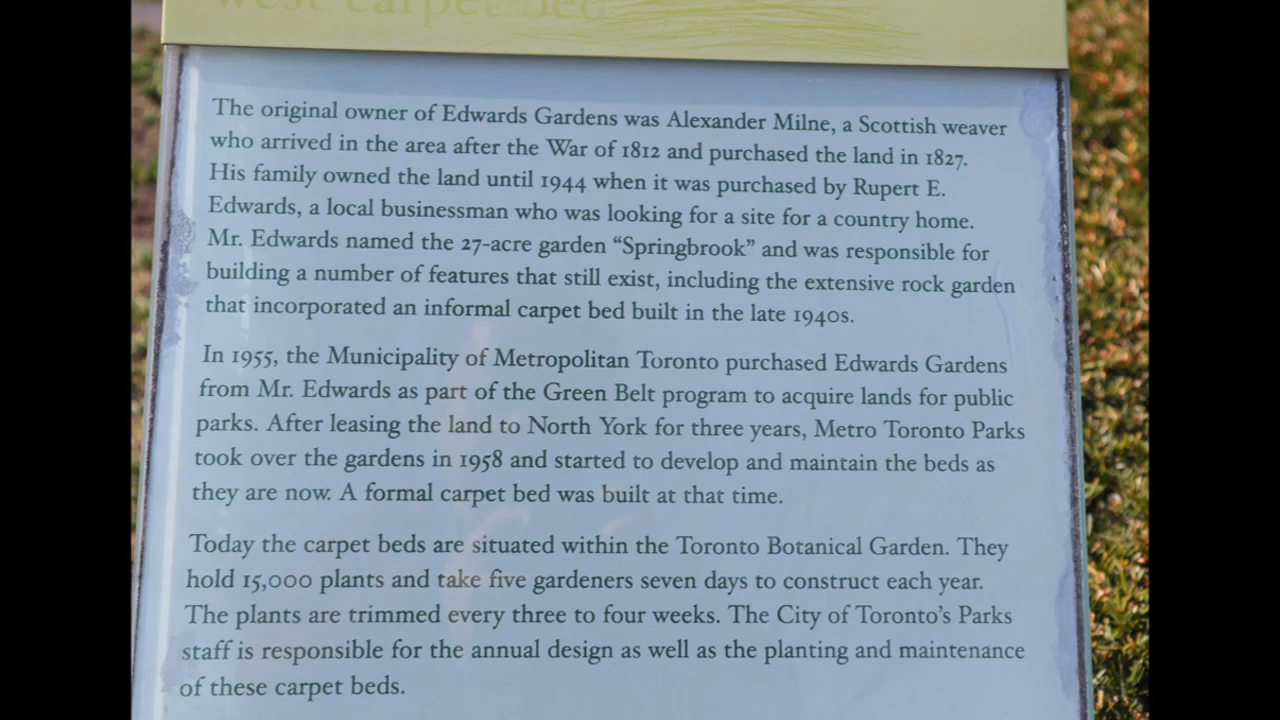 west carpet bed
The original owner of Edwards Gardens was Alexander Milne, a Scottish weaver
who arrived in the area after the War of 1812 and purchased the land in 1827.
His family owned the land until 1944 when it was purchased by Rupert E.
Edwards, a local businessman who was looking for a site for a country home.
Mr. Edwards named the 27-acre garden “Springbrook” and was responsible for
building a number of features that still exist, including the extensive rock garden
that incorporated an informal carpet bed built in the late 1940s.
In 1955, the Municipality of Metropolitan Toronto purchased Edwards Gardens
from Mr. Edwards as part of the Green Belt program to acquire lands for public
parks. After leasing the land to North York for three years, Metro Toronto Parks
took over the gardens in 1958 and started to develop and maintain the beds as
they are now. A formal carpet bed was built at that time.
Today the carpet beds are situated within the Toronto Botanical Garden. They
hold 15,000 plants and take five gardeners seven days to construct each year.
The plants are trimmed every three to four weeks. The City of Toronto’s Parks
staff is responsible for the annual design as well as the planting and maintenance
of these carpet beds.